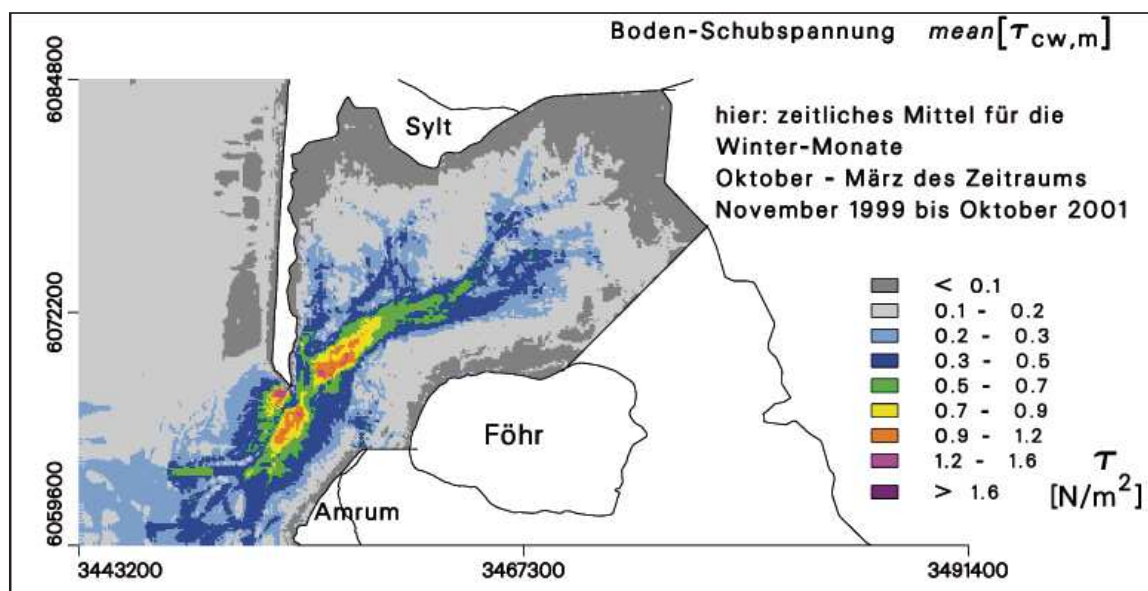 Boden-Schubspannung mean[τcw,m]
hier: zeitliches Mittel für die
Winter-Monate
Oktober - März des Zeitraums
November 1999 bis Oktober 2001
6084800
6072200
6059600
Sylt
Föhr
Amrum
< 0.1
0.1 - 0.2
0.2 - 0.3
0.3 - 0.5
0.5 - 0.7
0.7 - 0.9
0.9 - 1.2
1.2 - 1.6
> 1.6
τ
[N/m²]
3443200 3467300 3491400